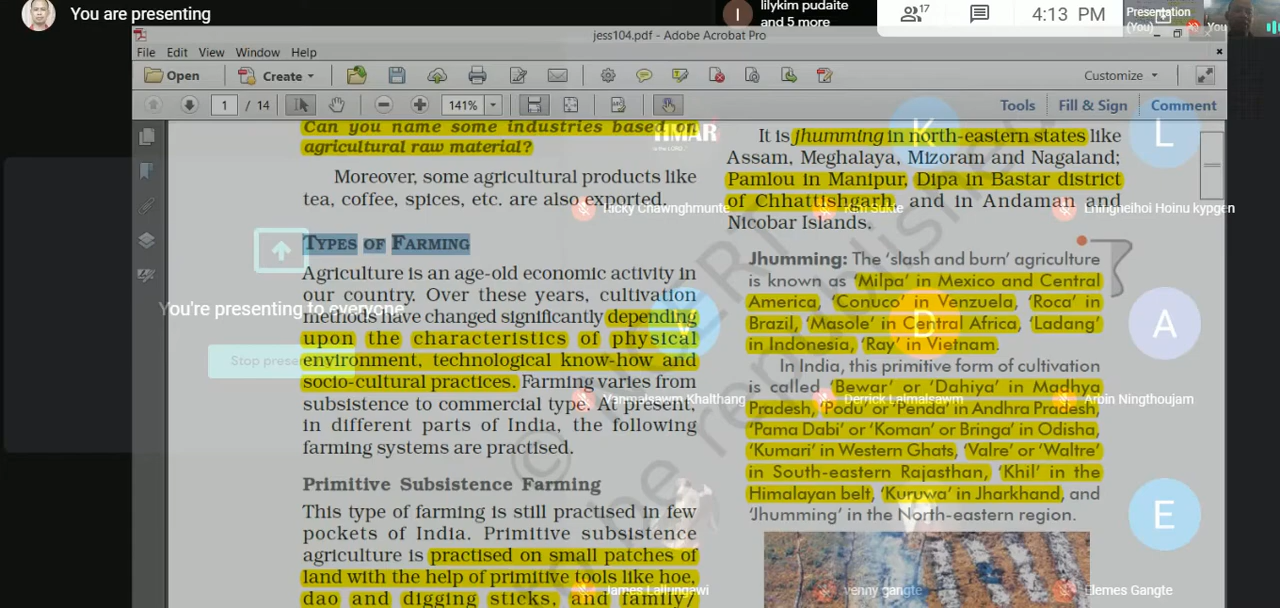 You are presenting
lilykim pudaite
and 5 more
I
17
4:13 PM
Presentation
(You)
You
jess104.pdf - Adobe Acrobat Pro
File Edit View Window Help
Open
Create
Customize
1 / 14
141%
Tools
Fill & Sign
Comment
Can you name some industries based on
agricultural raw material?
Moreover, some agricultural products like
tea, coffee, spices, etc. are also exported.
TYPES OF FARMING
Agriculture is an age-old economic activity in
our country. Over these years, cultivation
methods have changed significantly depending
upon the characteristics of physical
environment, technological know-how and
socio-cultural practices. Farming varies from
subsistence to commercial type. At present,
in different parts of India, the following
farming systems are practised.
Primitive Subsistence Farming
This type of farming is still practised in few
pockets of India. Primitive subsistence
agriculture is practised on small patches of
land with the help of primitive tools like hoe,
dao and digging sticks, and family/
It is jhumming in north-eastern states like
Assam, Meghalaya, Mizoram and Nagaland;
Pamlou in Manipur, Dipa in Bastar district
of Chhattishgarh, and in Andaman and
Nicobar Islands.
Jhumming: The ‘slash and burn’ agriculture
is known as ‘Milpa’ in Mexico and Central
America, ‘Conuco’ in Venzuela, ‘Roca’ in
Brazil, ‘Masole’ in Central Africa, ‘Ladang’
in Indonesia, ‘Ray’ in Vietnam.
In India, this primitive form of cultivation
is called ‘Bewar’ or ‘Dahiya’ in Madhya
Pradesh, ‘Podu’ or ‘Penda’ in Andhra Pradesh,
‘Pama Dabi’ or ‘Koman’ or Bringa’ in Odisha,
‘Kumari’ in Western Ghats, ‘Valre’ or ‘Waltre’
in South-eastern Rajasthan, ‘Khil’ in the
Himalayan belt, ‘Kuruwa’ in Jharkhand, and
‘Jhumming’ in the North-eastern region.
You're presenting to everyone
Stop
HMAR
K
L
Ricky Chawnghmunte
Lhingneihoi Hoinu kypgen
D
A
Vanmalsawm Khalthang
Derrick Lalmalsawm
Arbin Ningthoujam
E
James Lallungawi
venny gangte
Elemes Gangte